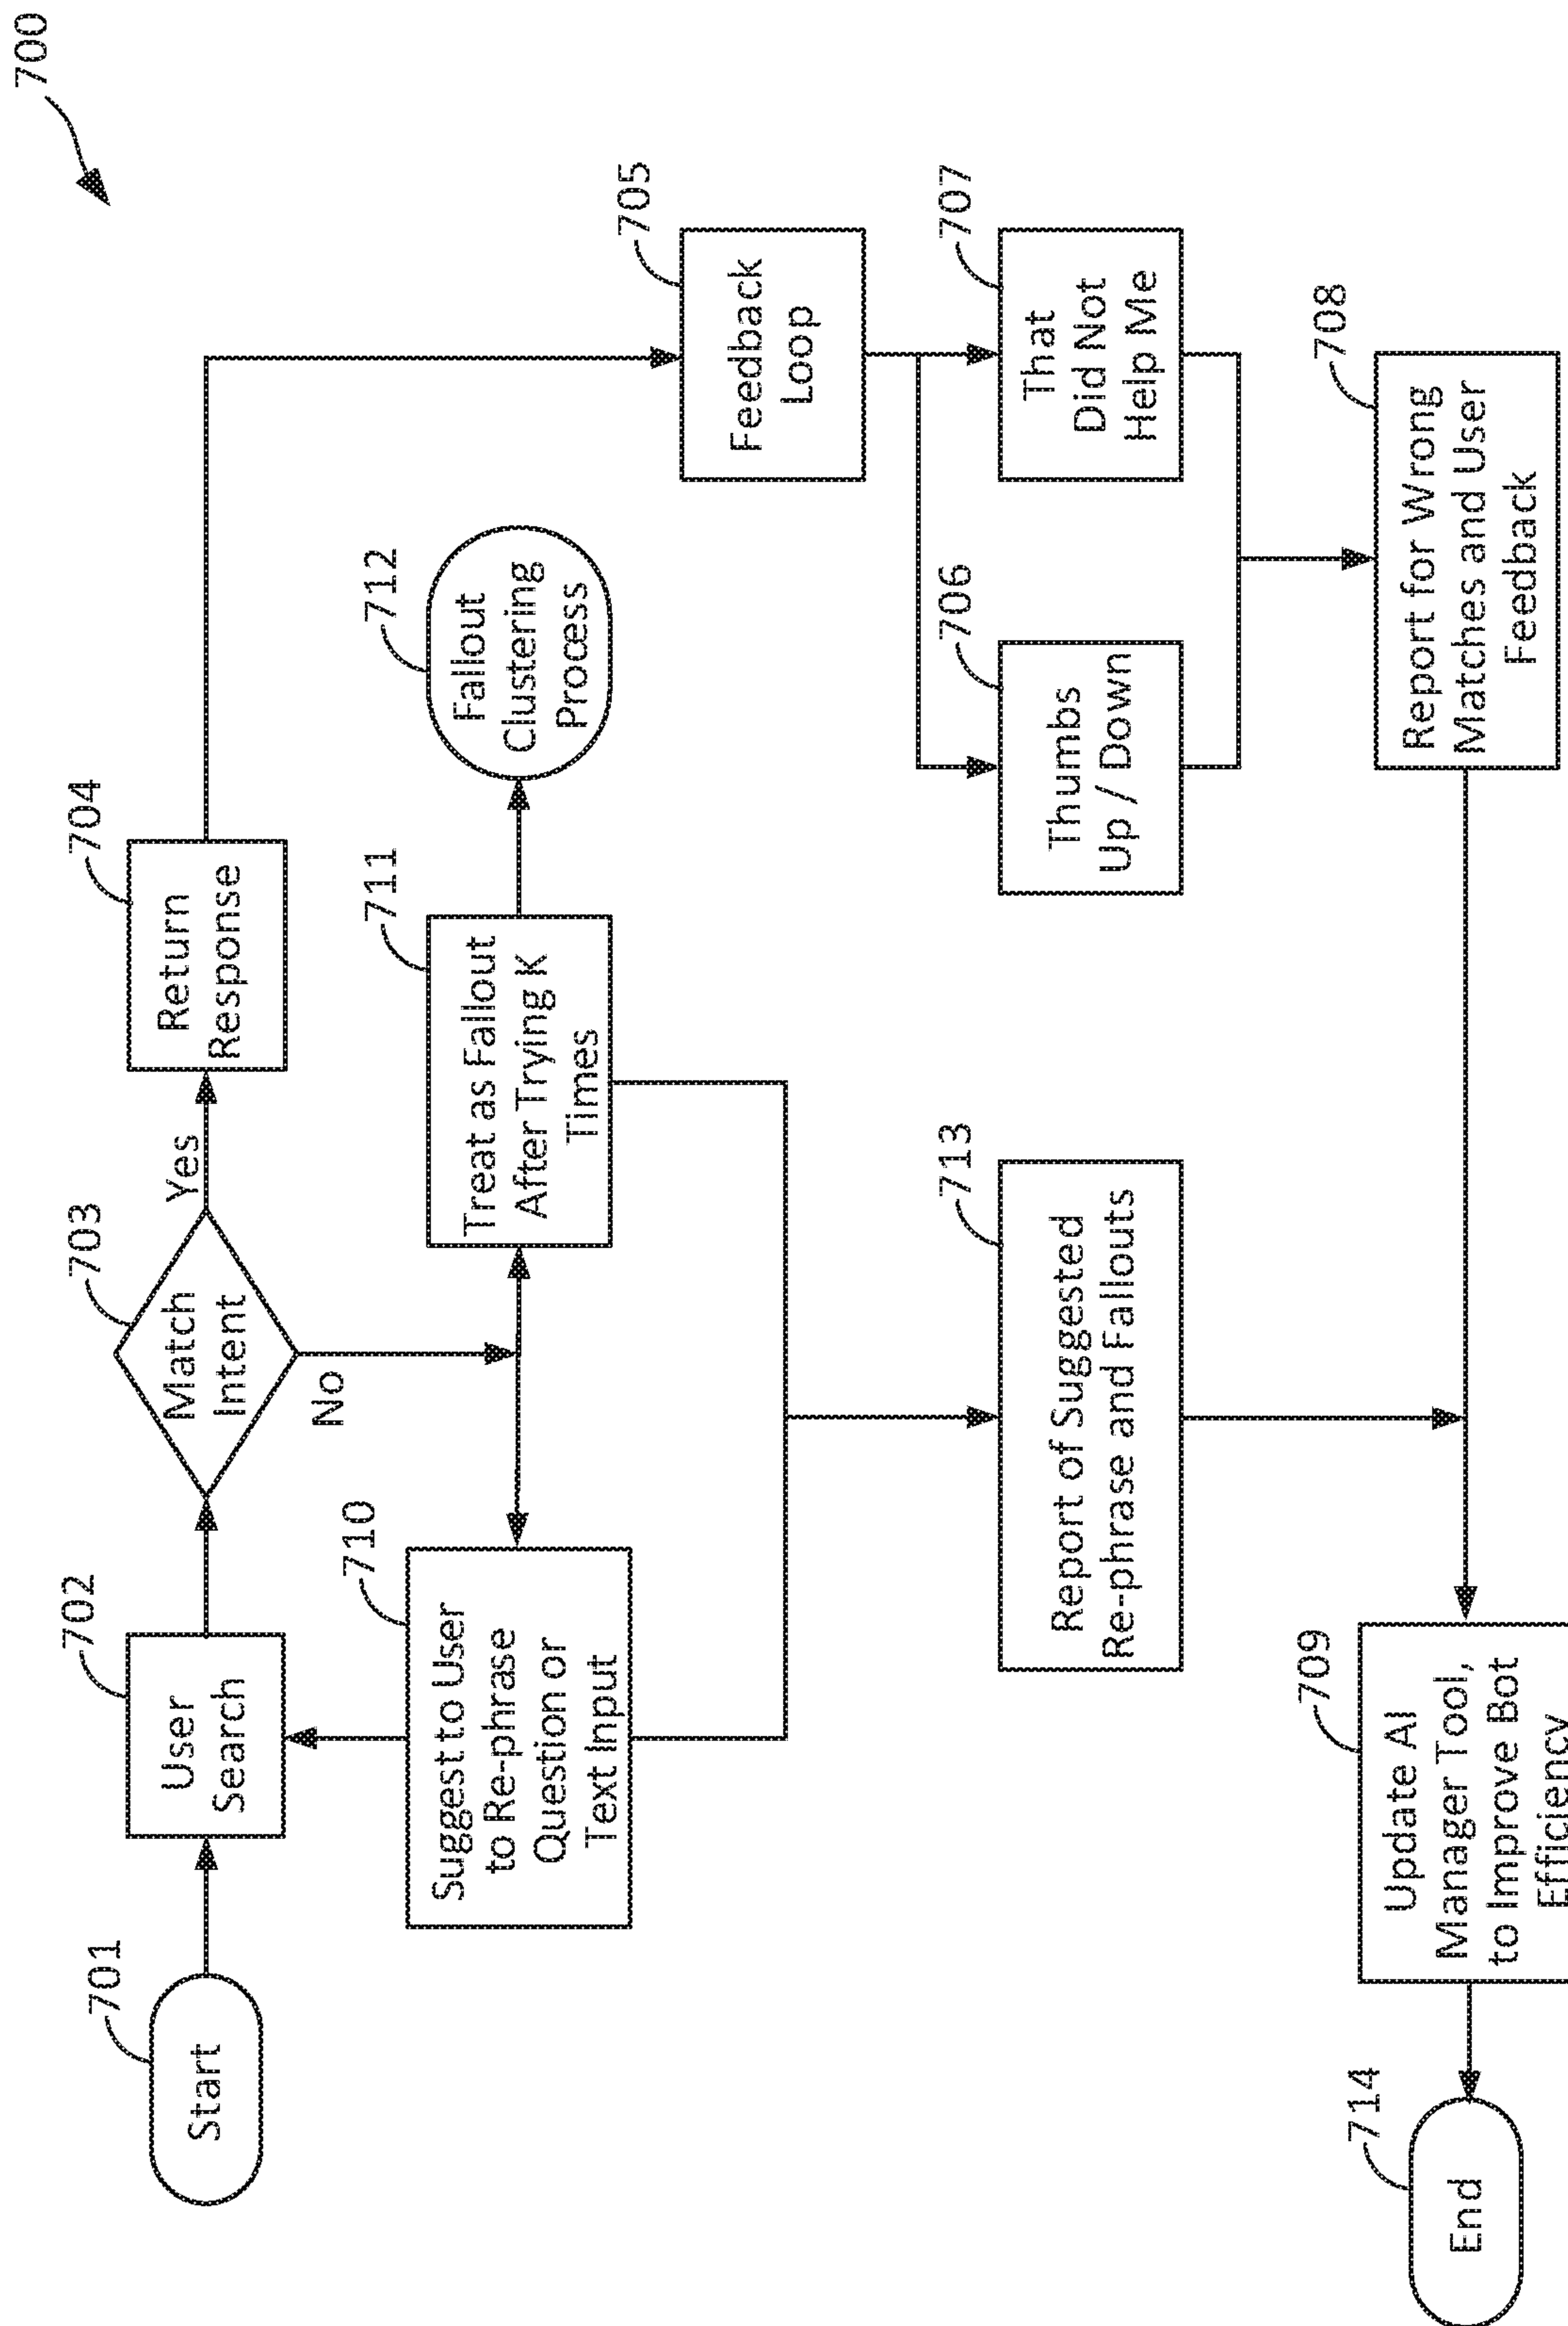 700
701
Start
702
User
Search
703
Match
Intent
Yes
No
704
Return
Response
710
Suggest to User
to Re-phrase
Question or
Text Input
711
Treat as Fallout
After Trying K
Times
712
Fallout
Clustering
Process
705
Feedback
Loop
713
Report of Suggested
Re-phrase and Fallouts
706
Thumbs
Up / Down
707
That
Did Not
Help Me
714
End
709
Update AI
Manager Tool,
to Improve Bot
Efficiency
708
Report for Wrong
Matches and User
Feedback